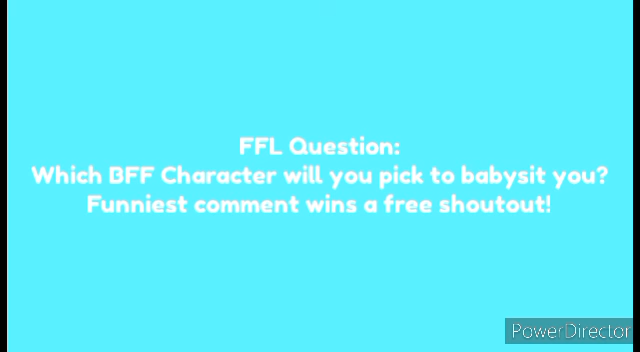 FFL Question:
Which BFF Character will you pick to babysit you?
Funniest comment wins a free shoutout!
PowerDirector